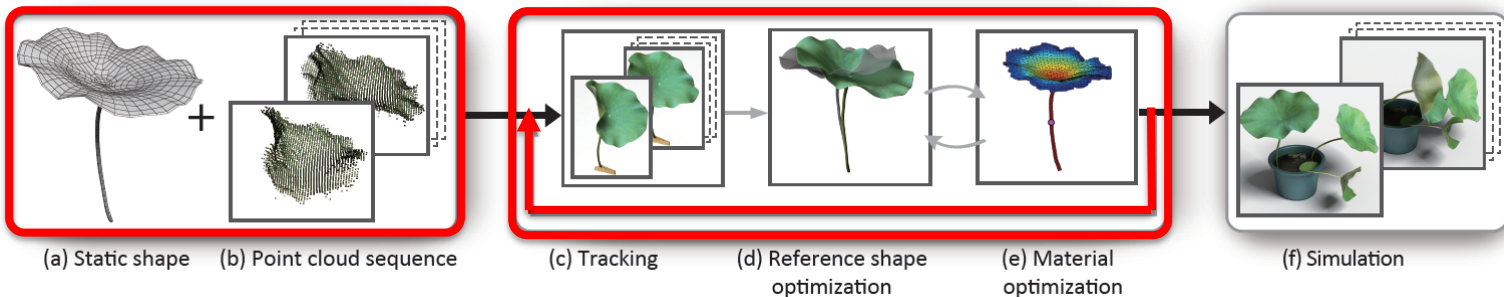 +
(a) Static shape
(b) Point cloud sequence
(c) Tracking
(d) Reference shape
optimization
(e) Material
optimization
(f) Simulation